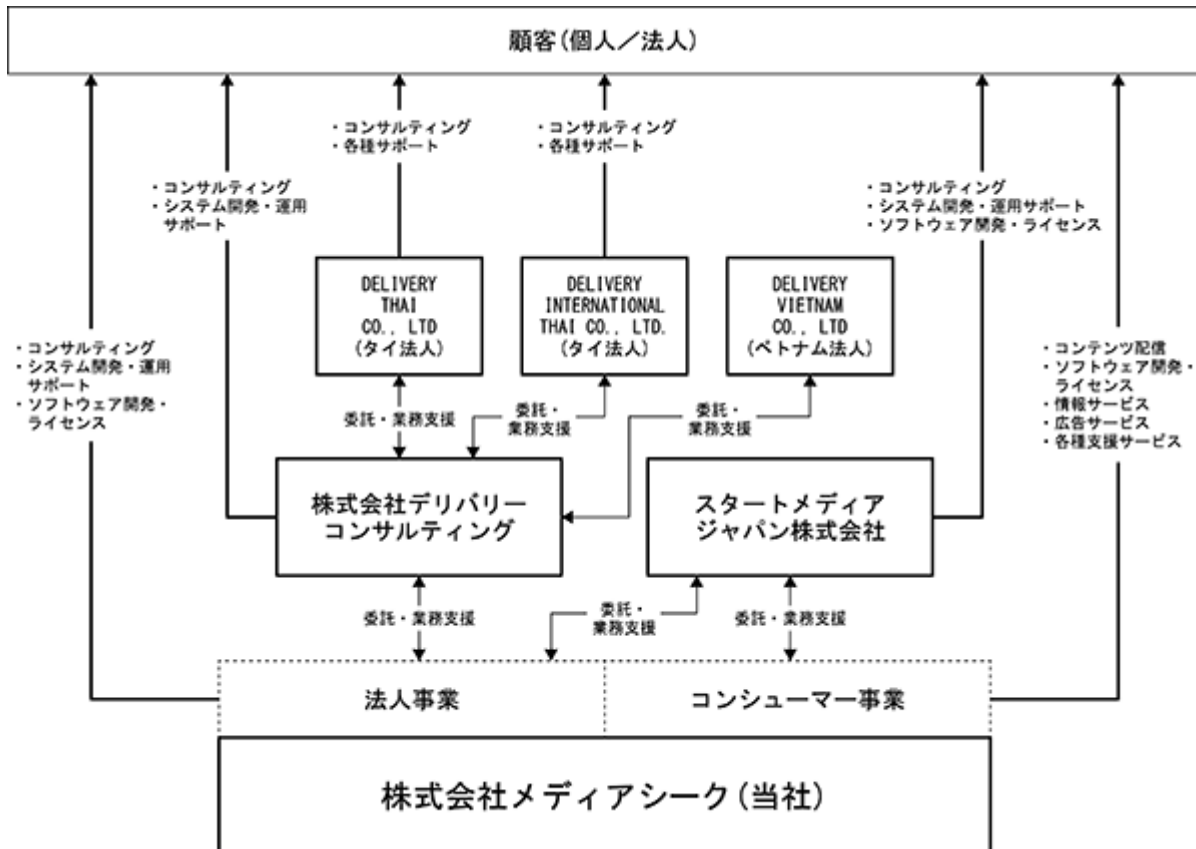 顧客(個人／法人)
・コンサルティング
・各種サポート
・コンサルティング
・各種サポート
・コンサルティング
・システム開発・運用
サポート
・コンサルティング
・システム開発・運用サポート
・ソフトウェア開発・ライセンス
DELIVERY
THAI
CO., LTD
(タイ法人)
DELIVERY
INTERNATIONAL
THAI CO., LTD.
(タイ法人)
DELIVERY
VIETNAM
CO., LTD
(ベトナム法人)
・コンサルティング
・システム開発・運用
サポート
・ソフトウェア開発・
ライセンス
・コンテンツ配信
・ソフトウェア開発・
ライセンス
・情報サービス
・広告サービス
・各種支援サービス
委託・業務支援
委託・
業務支援
委託・
業務支援
株式会社デリバリー
コンサルティング
スタートメディア
ジャパン株式会社
委託・業務支援
委託・
業務支援
委託・業務支援
法人事業
コンシューマー事業
株式会社メディアシーク(当社)